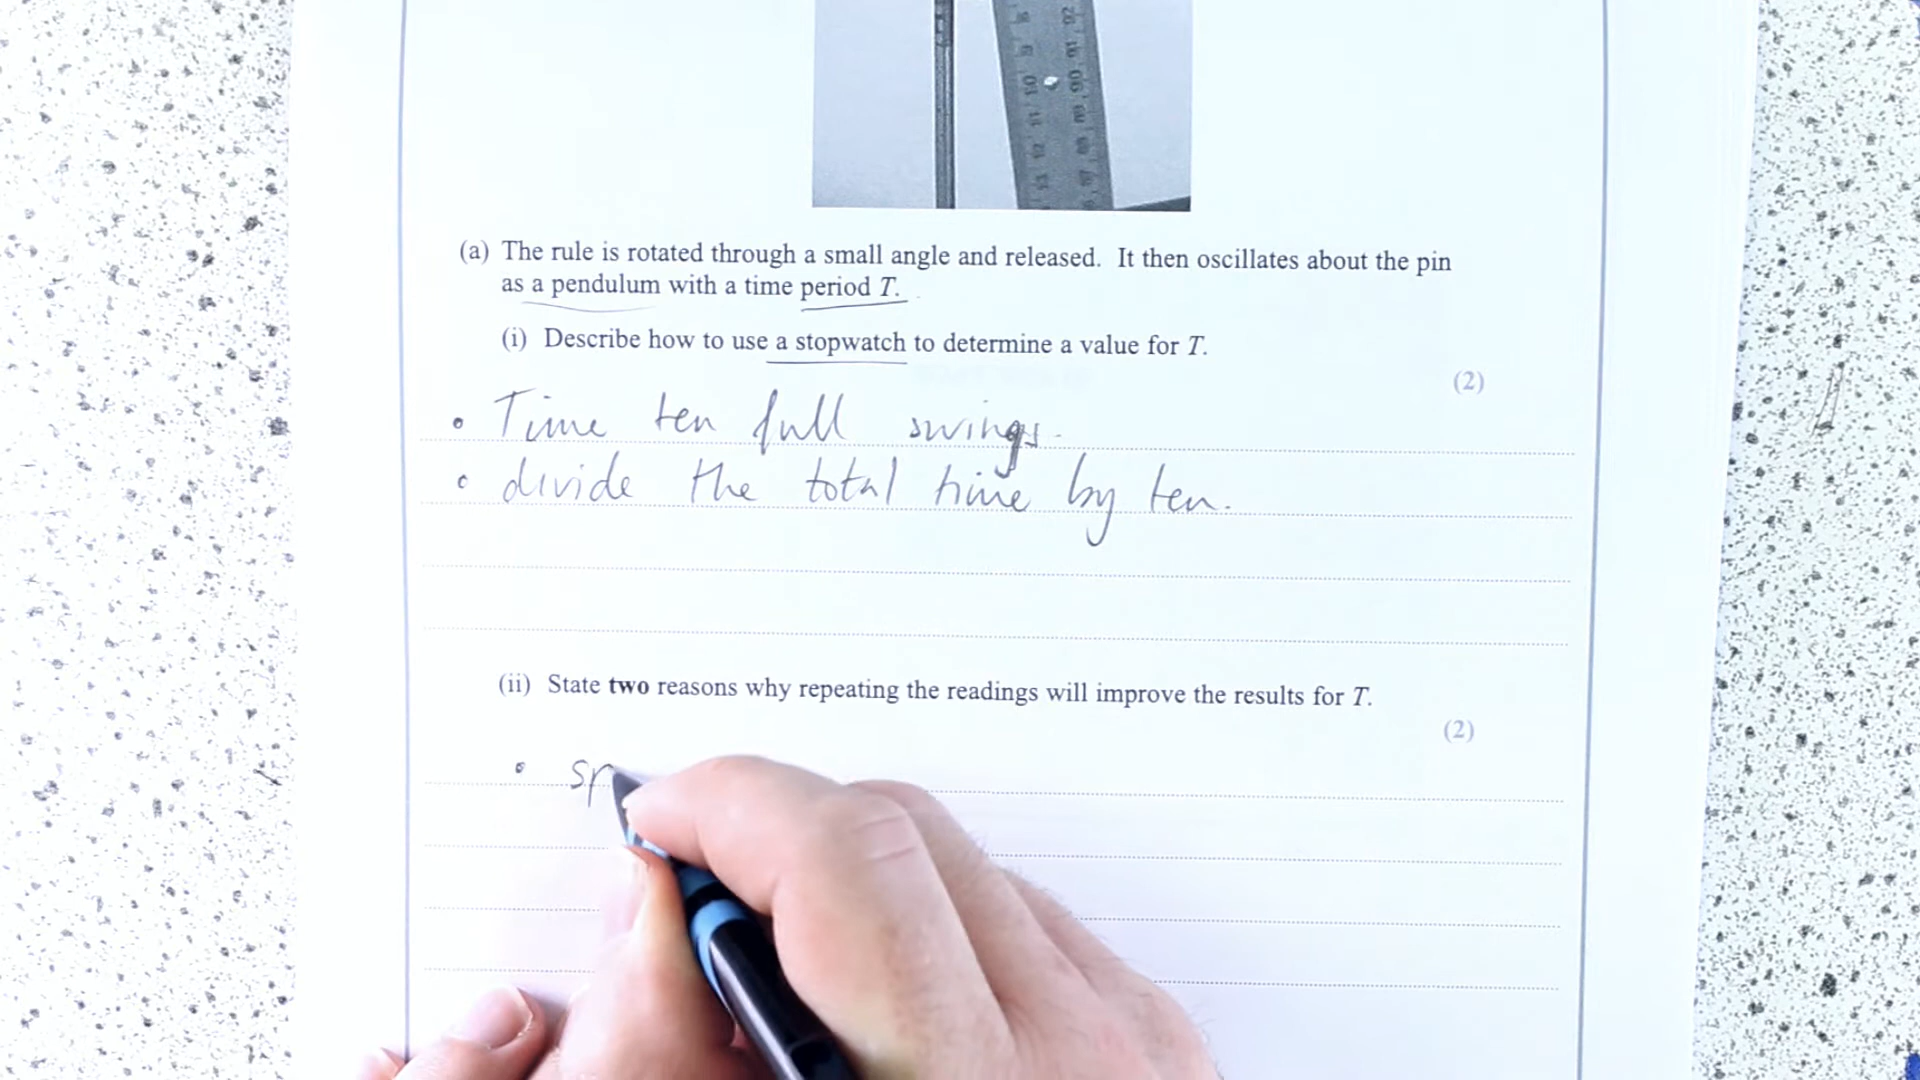 (a) The rule is rotated through a small angle and released. It then oscillates about the pin
as a pendulum with a time period T.
(i) Describe how to use a stopwatch to determine a value for T.
(2)
• Time ten full swings.
• divide the total time by ten.
(ii) State two reasons why repeating the readings will improve the results for T.
(2)
• sp